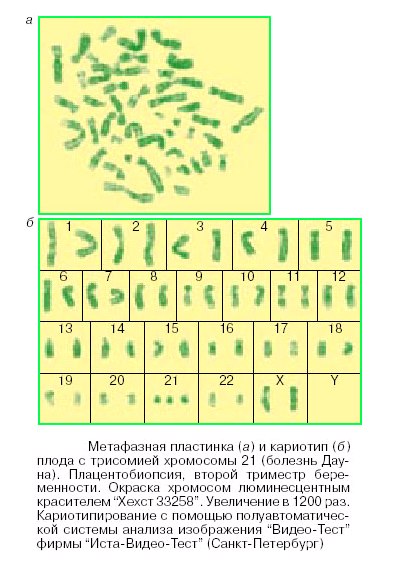 а
б
1 2 3 4 5
6 7 8 9 10 11 12
13 14 15 16 17 18
19 20 21 22 X Y
Метафазная пластинка (а) и кариотип (б)
плода с трисомией хромосомы 21 (болезнь Дау-
на). Плацентобиопсия, второй триместр бере-
менности. Окраска хромосом люминесцентным
красителем “Хехст 33258”. Увеличение в 1200 раз.
Кариотипирование с помощью полуавтоматичес-
кой системы анализа изображения “Видео-Тест”
фирмы “Иста-Видео-Тест” (Санкт-Петербург)